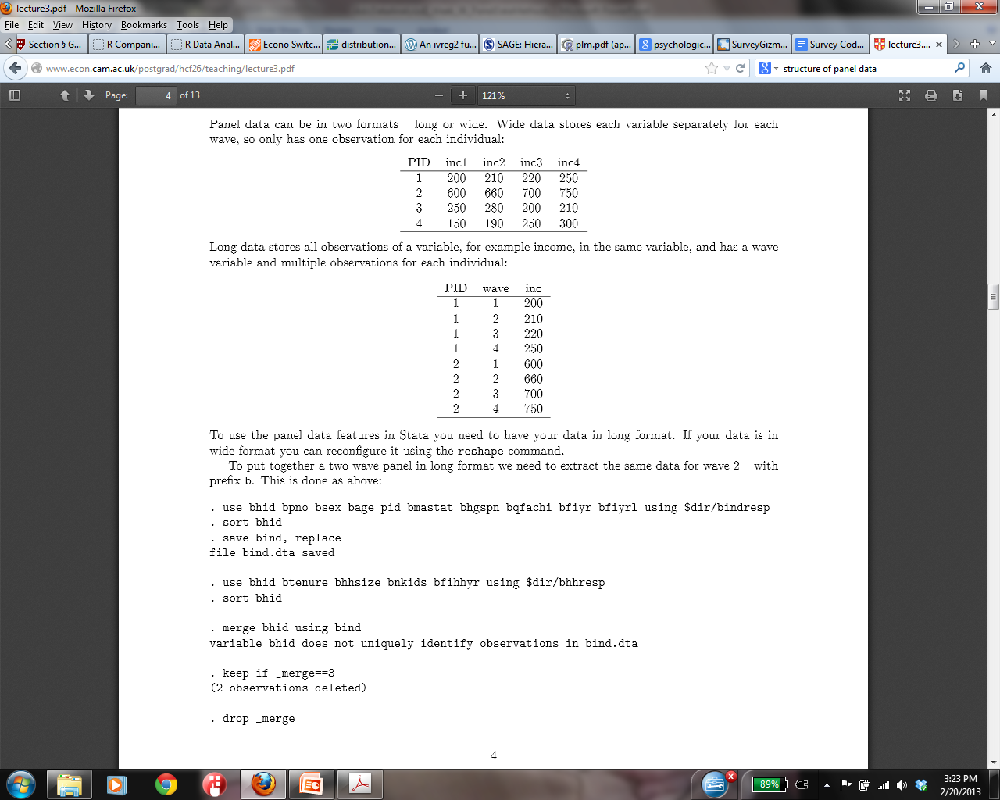 lecture3.pdf - Mozilla Firefox
File Edit View History Bookmarks Tools Help
Section § G... R Compani... R Data Anal... Econo Switc... distribution... An ivreg2 fu... SAGE: Hiera... plm.pdf (ap... psychologic... SurveyGizm... Survey Cod... lecture3....
www.econ.cam.ac.uk/postgrad/hcf26/teaching/lecture3.pdf structure of panel data
Page: 4 of 13 121%
Panel data can be in two formats long or wide. Wide data stores each variable separately for each
wave, so only has one observation for each individual:
PID inc1 inc2 inc3 inc4
1 200 210 220 250
2 600 660 700 750
3 250 280 200 210
4 150 190 250 300
Long data stores all observations of a variable, for example income, in the same variable, and has a wave
variable and multiple observations for each individual:
PID wave inc
1 1 200
1 2 210
1 3 220
1 4 250
2 1 600
2 2 660
2 3 700
2 4 750
To use the panel data features in Stata you need to have your data in long format. If your data is in
wide format you can reconfigure it using the reshape command.
To put together a two wave panel in long format we need to extract the same data for wave 2 with
prefix b. This is done as above:
. use bhid bpno bsex bage pid bmastat bhgspn bqfachi bfiyr bfiyrl using $dir/bindresp
. sort bhid
. save bind, replace
file bind.dta saved
. use bhid btenure bhhsize bnkids bfihhyr using $dir/bhhresp
. sort bhid
. merge bhid using bind
variable bhid does not uniquely identify observations in bind.dta
. keep if _merge==3
(2 observations deleted)
. drop _merge
4
89%
3:23 PM
2/20/2013